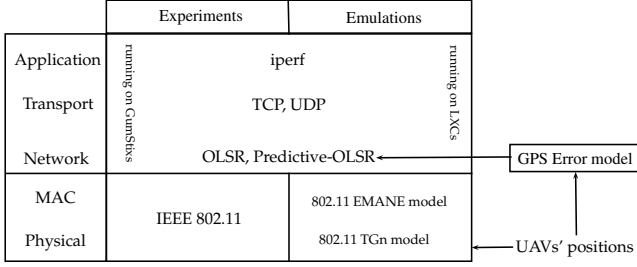 Experiments Emulations
Application iperf
running on GumStixs
running on LXCs
Transport TCP, UDP
Network OLSR, Predictive-OLSR GPS Error model
MAC 802.11 EMANE model
IEEE 802.11
Physical 802.11 TGn model UAVs' positions